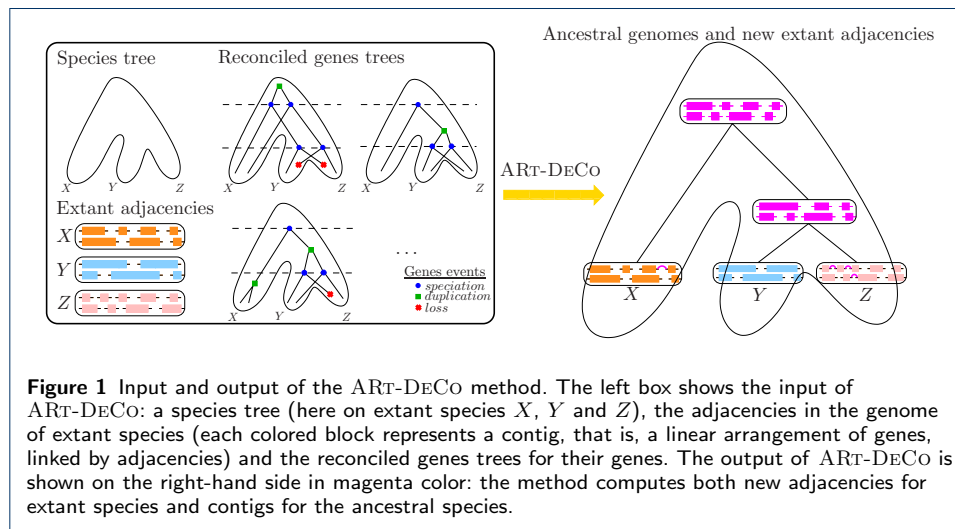 Species tree
Reconciled genes trees
X Y Z
X Y Z
X Y Z
Extant adjacencies
X
Y
Z
X Y Z
...
Genes events
speciation
duplication
loss
ART-DECO
Ancestral genomes and new extant adjacencies
X Y Z
Figure 1 Input and output of the ART-DECO method. The left box shows the input of
ART-DECO: a species tree (here on extant species X, Y and Z), the adjacencies in the genome
of extant species (each colored block represents a contig, that is, a linear arrangement of genes,
linked by adjacencies) and the reconciled genes trees for their genes. The output of ART-DECO is
shown on the right-hand side in magenta color: the method computes both new adjacencies for
extant species and contigs for the ancestral species.